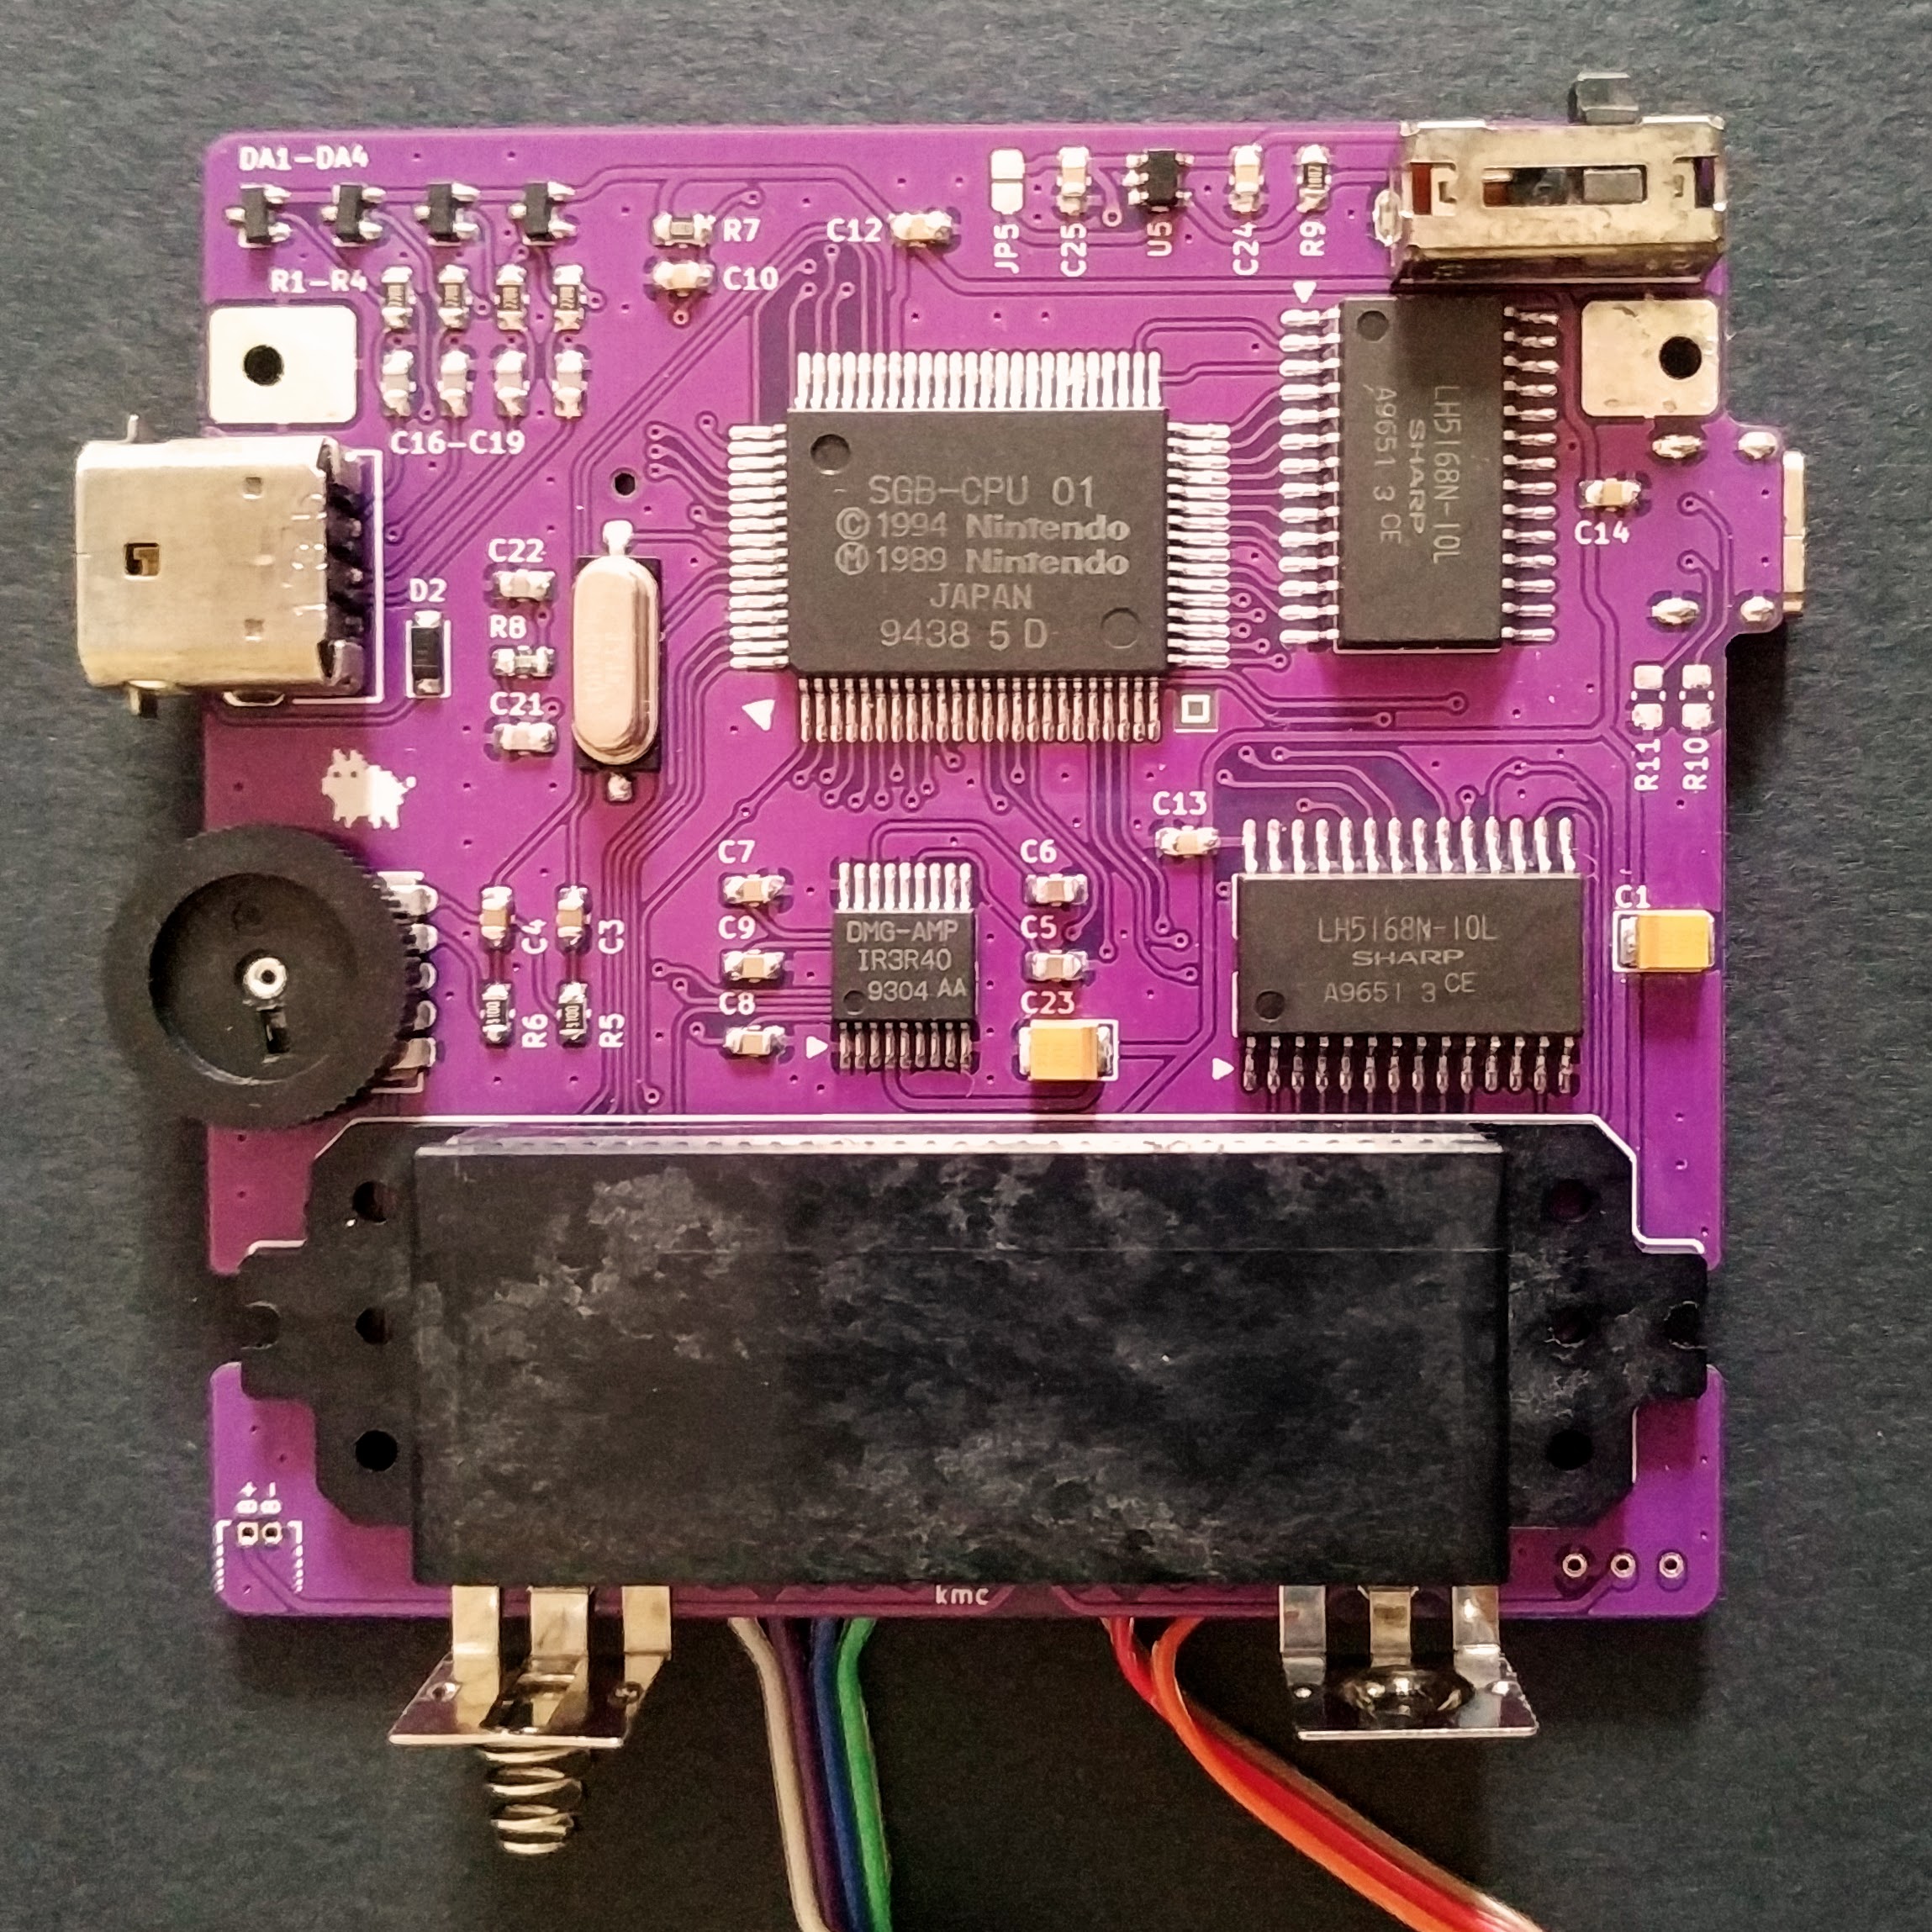 DA1-DA4
R7
C12
JP5
C25
U5
C24
R9
R1-R4
C10
C16-C19
SGB-CPU 01
©1994 Nintendo
Ⓜ1989 Nintendo
JAPAN
9438 5 D
LH5168N-10L
SHARP
A9651 3 CE
C14
C22
D2
R8
C21
R11
R10
C13
C7
C6
C4
C3
C9
C5
DMG-AMP
IR3R40
9304 AA
LH5168N-10L
SHARP
A9651 3 CE
C1
R6
R5
C8
C23
+ -
kmc